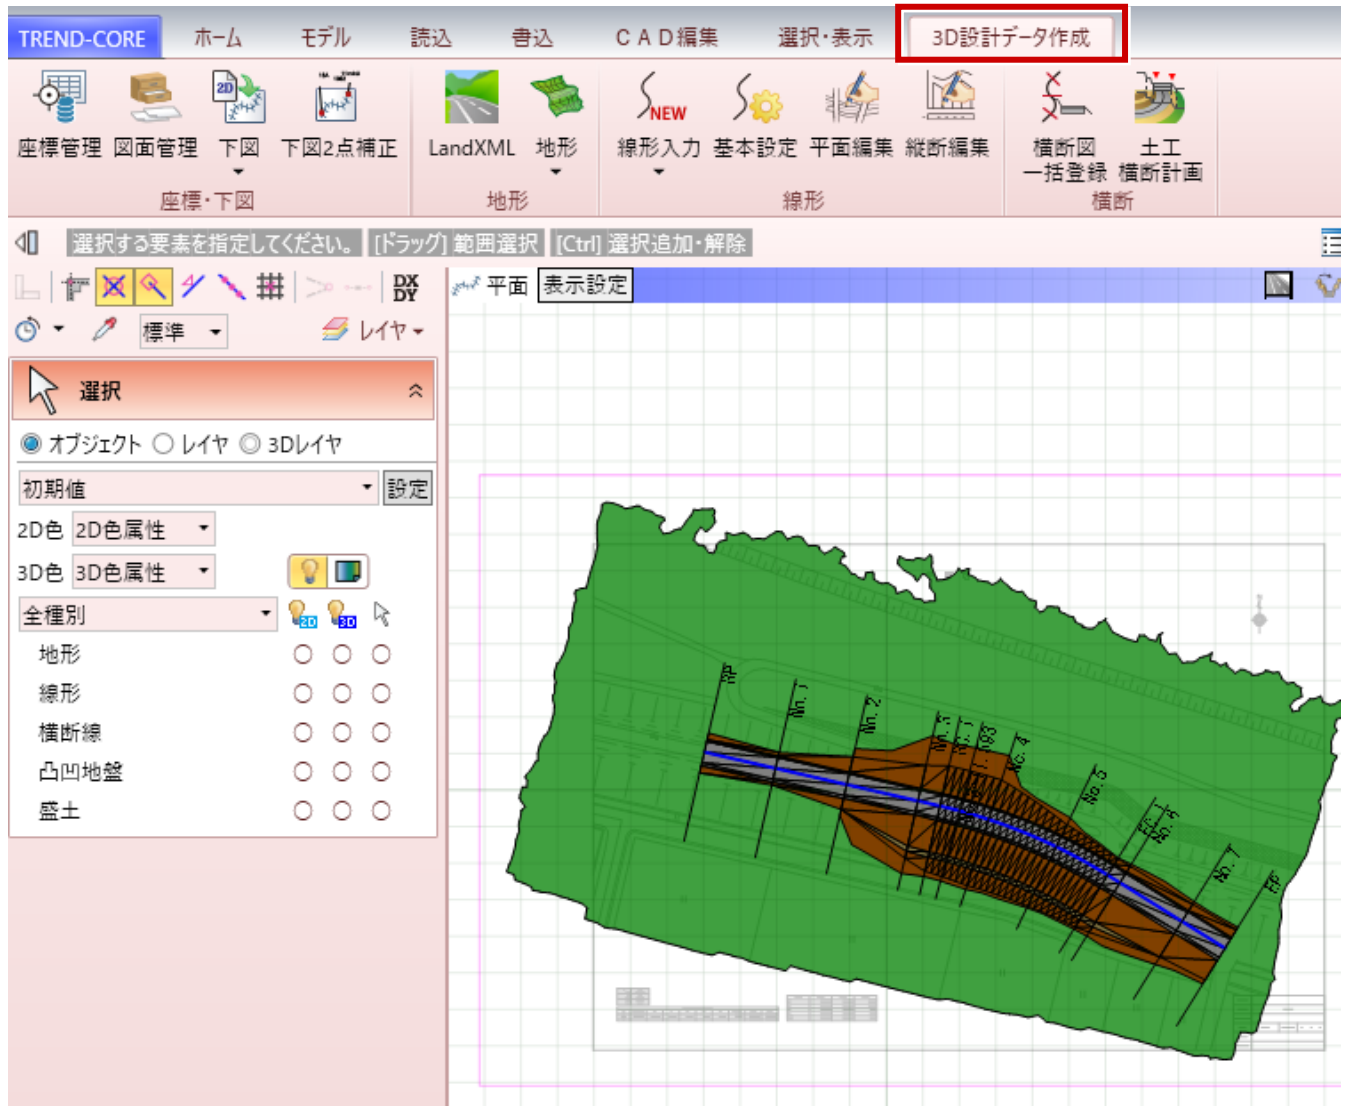 TREND-CORE ホーム モデル 読込 書込 CAD編集 選択・表示 3D設計データ作成
2D NEW
座標管理 図面管理 下図 下図2点補正 LandXML 地形 線形入力 基本設定 平面編集 縦断編集 横断図 土工
一括登録 横断計画
座標・下図 地形 線形 横断
選択する要素を指定してください。 [ドラッグ] 範囲選択 [Ctrl] 選択追加・解除
DX
DY
平面 表示設定
標準 レイヤ
選択
オブジェクト レイヤ 3Dレイヤ
初期値 設定
2D色 2D色属性
3D色 3D色属性
全種別 2D 3D
地形
線形
横断線
凸凹地盤
盛土
BP
No.1
No.2
No.4
No.5
No.6
No.7
EP